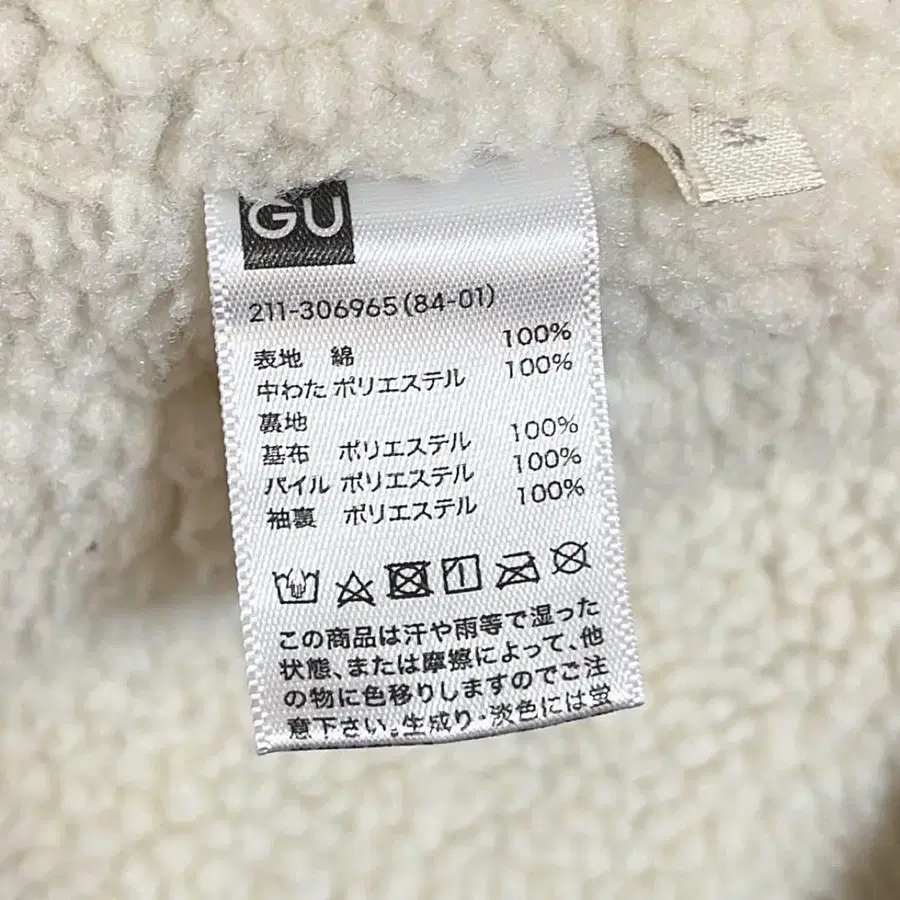 GU
211-306965(84-01)
表地 綿 100%
中わた ポリエステル 100%
裏地
基布 ポリエステル 100%
パイル ポリエステル 100%
袖裏 ポリエステル 100%
この商品は汗や雨等で湿った
状態、または摩擦によって、他
の物に色移りしますのでご注
意下さい。生成り・淡色には蛍